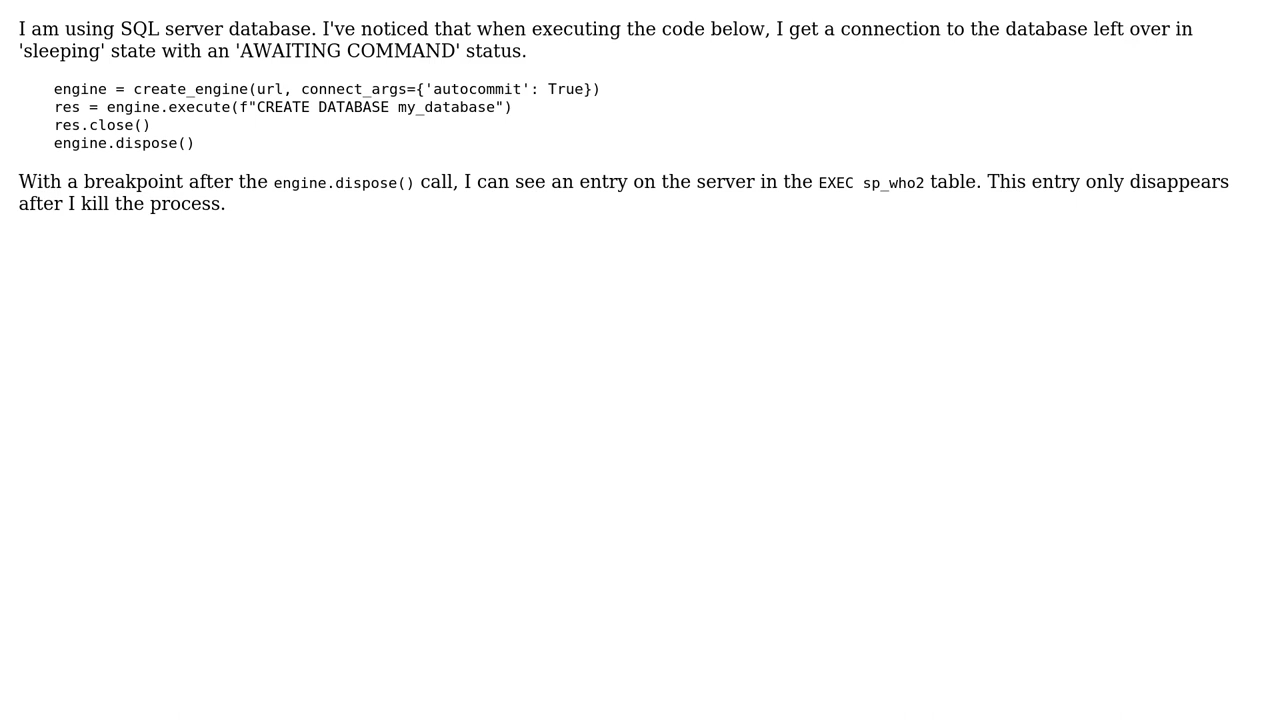 I am using SQL server database. I've noticed that when executing the code below, I get a connection to the database left over in
'sleeping' state with an 'AWAITING COMMAND' status.
engine = create_engine(url, connect_args={'autocommit': True})
res = engine.execute(f"CREATE DATABASE my_database")
res.close()
engine.dispose()
With a breakpoint after the engine.dispose() call, I can see an entry on the server in the EXEC sp_who2 table. This entry only disappears
after I kill the process.